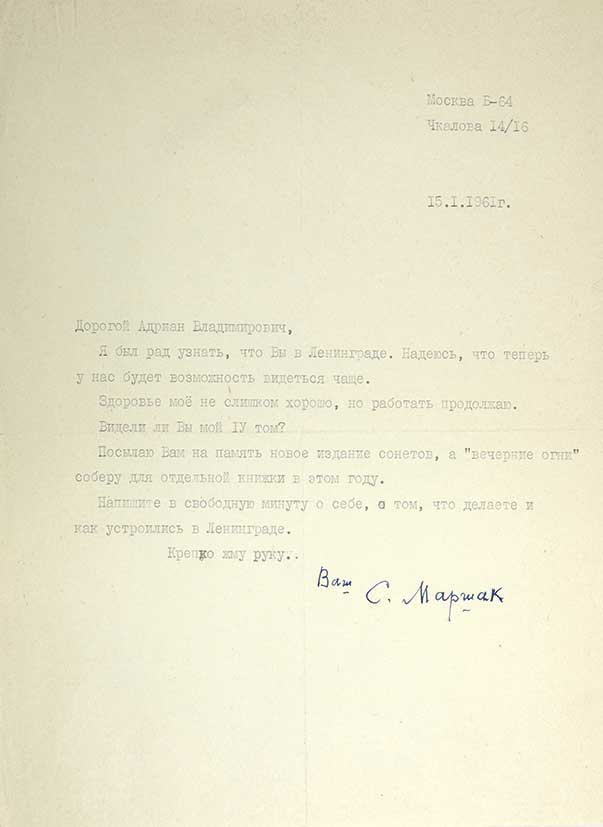 Москва Б-64
Чкалова 14/16
15.I.1961г.
Дорогой Адриан Владимирович,
Я был рад узнать, что Вы в Ленинграде. Надеюсь, что теперь
у нас будет возможность видеться чаще.
Здоровье моё не слишком хорошо, но работать продолжаю.
Видели ли Вы мой IУ том?
Посылаю Вам на память новое издание сонетов, а "вечерние огни"
соберу для отдельной книжки в этом году.
Напишите в свободную минуту о себе, о том, что делаете и
как устроились в Ленинграде.
Крепко жму руку..
Ваш
С. Маршак